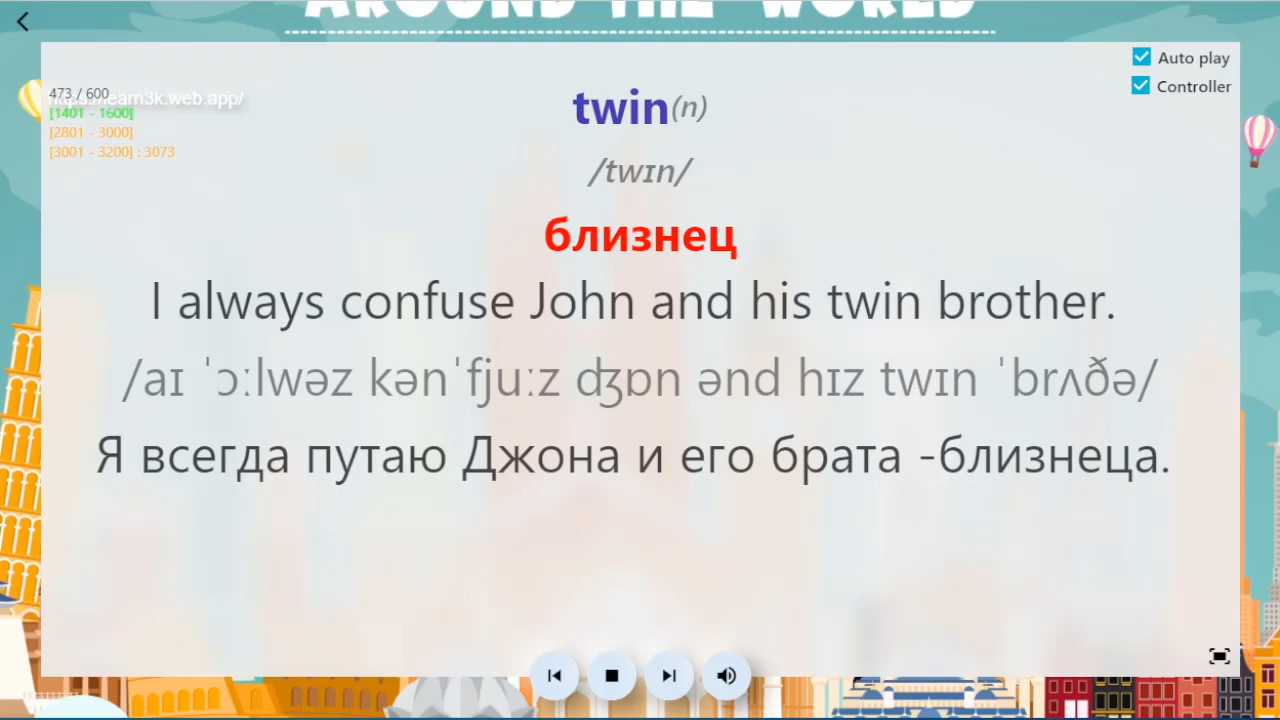 AROUND THE WORLD
Auto play
Controller
473 / 600
https://learn3k.web.app/
[1401 - 1600]
[2801 - 3000]
[3001 - 3200] : 3073
twin(n)
/twɪn/
близнец
I always confuse John and his twin brother.
/aɪ ˈɔːlwəz kənˈfjuːz ʤɒn ənd hɪz twɪn ˈbrʌðə/
Я всегда путаю Джона и его брата -близнеца.